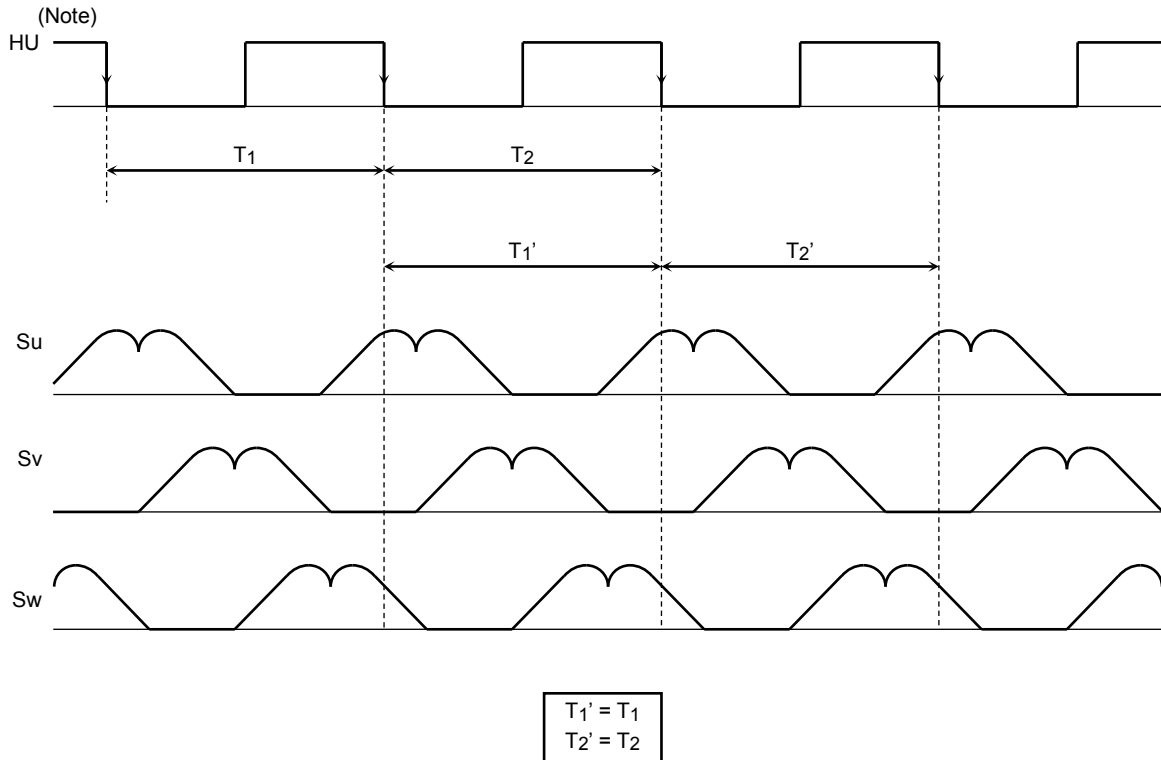 (Note)
HU
T1
T2
T1’
T2’
Su
Sv
Sw
T1’ = T1
T2’ = T2